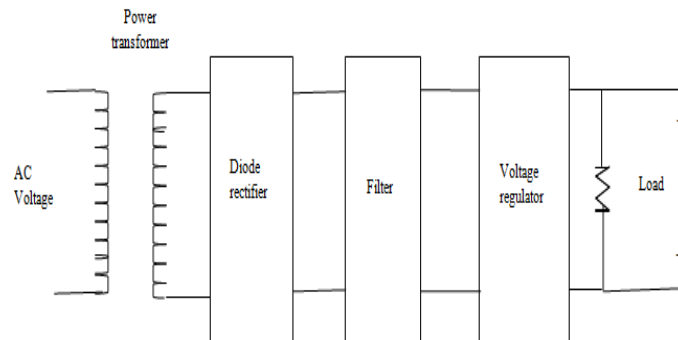 Power
transformer
AC
Voltage
Diode
rectifier
Filter
Voltage
regulator
Load